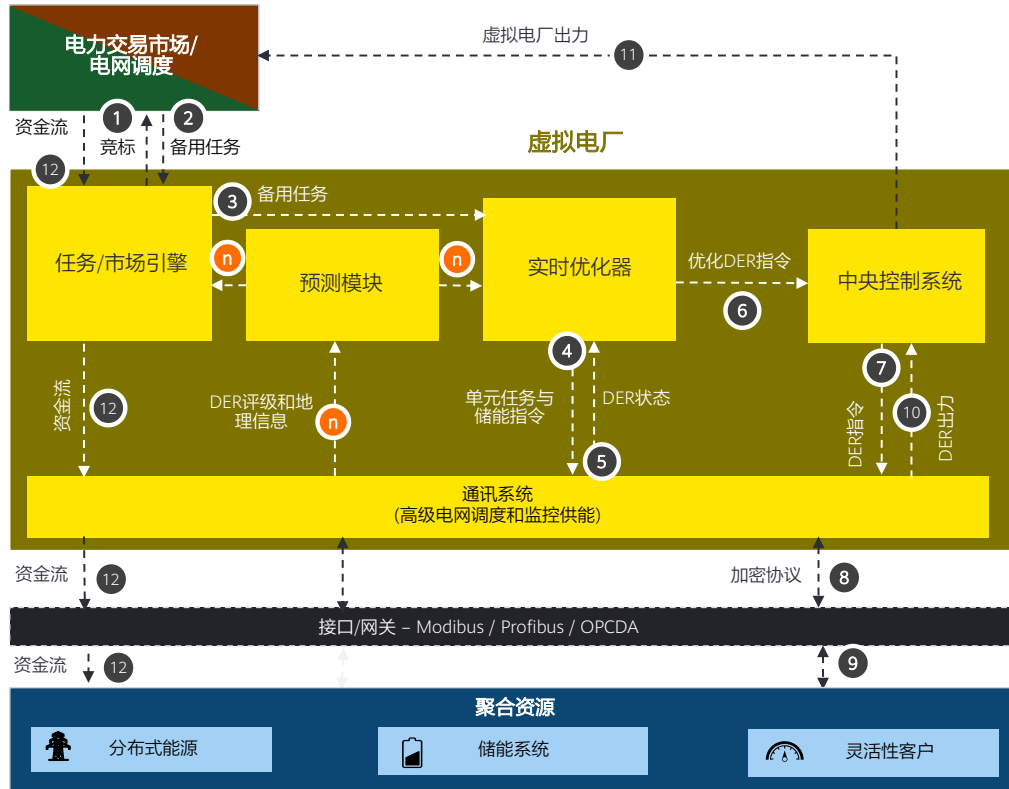 电力交易市场/
电网调度
虚拟电厂出力
11
资金流
1
2
竞标
备用任务
虚拟电厂
12
3
备用任务
任务/市场引擎
n
预测模块
n
实时优化器
优化DER指令
6
中央控制系统
4
7
资金流
12
DER评级和地
理信息
n
单元任务与
储能指令
DER状态
5
DER指令
10
DER出力
通讯系统
(高级电网调度和监控供能)
资金流
12
加密协议
8
接口/网关 – Modibus / Profibus / OPCDA
资金流
12
9
聚合资源
分布式能源
储能系统
灵活性客户